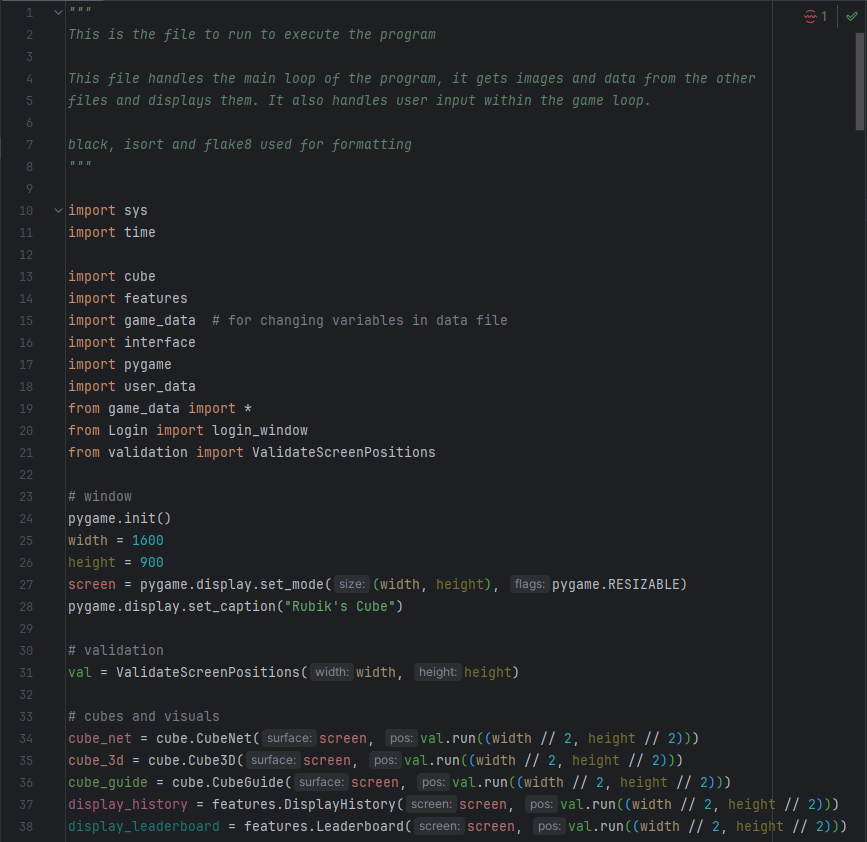 1 """
2 This is the file to run to execute the program
3
4 This file handles the main loop of the program, it gets images and data from the other
5 files and displays them. It also handles user input within the game loop.
6
7 black, isort and flake8 used for formatting
8 """
9
10 import sys
11 import time
12
13 import cube
14 import features
15 import game_data  # for changing variables in data file
16 import interface
17 import pygame
18 import user_data
19 from game_data import *
20 from Login import login_window
21 from validation import ValidateScreenPositions
22
23 # window
24 pygame.init()
25 width = 1600
26 height = 900
27 screen = pygame.display.set_mode( size: (width, height), flags: pygame.RESIZABLE)
28 pygame.display.set_caption("Rubik's Cube")
29
30 # validation
31 val = ValidateScreenPositions( width: width, height: height)
32
33 # cubes and visuals
34 cube_net = cube.CubeNet( surface: screen, pos: val.run((width // 2, height // 2)))
35 cube_3d = cube.Cube3D( surface: screen, pos: val.run((width // 2, height // 2)))
36 cube_guide = cube.CubeGuide( surface: screen, pos: val.run((width // 2, height // 2)))
37 display_history = features.DisplayHistory( screen: screen, pos: val.run((width // 2, height // 2)))
38 display_leaderboard = features.Leaderboard( screen: screen, pos: val.run((width // 2, height // 2)))
1